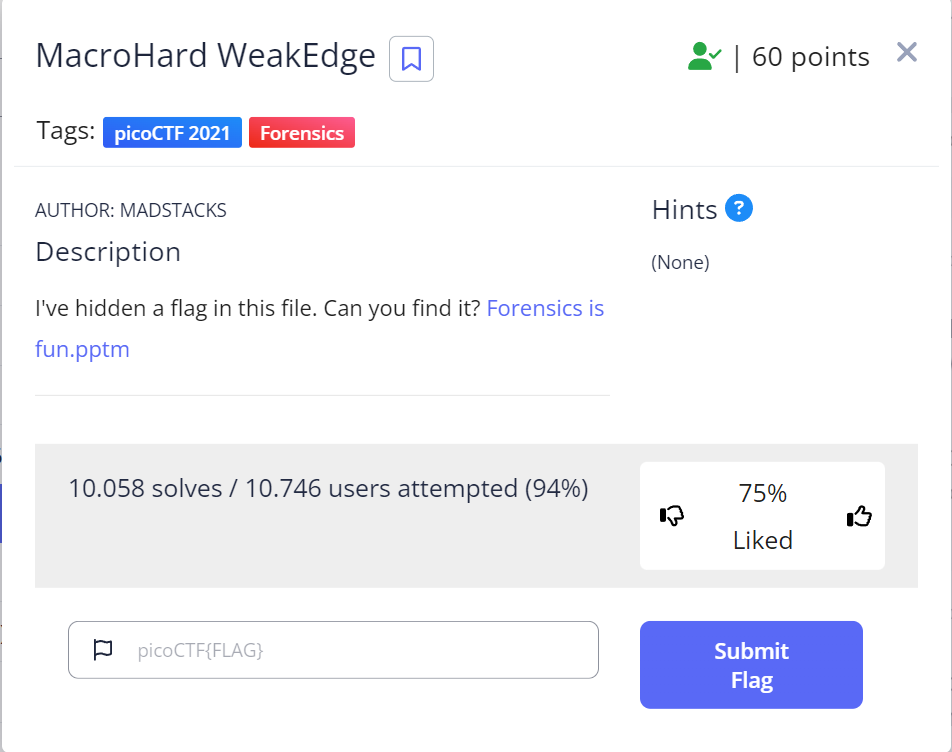 MacroHard WeakEdge
| 60 points
Tags: picoCTF 2021 Forensics
AUTHOR: MADSTACKS
Description
I've hidden a flag in this file. Can you find it? Forensics is
fun.pptm
Hints ?
(None)
10.058 solves / 10.746 users attempted (94%)
75%
Liked
picoCTF{FLAG}
Submit
Flag